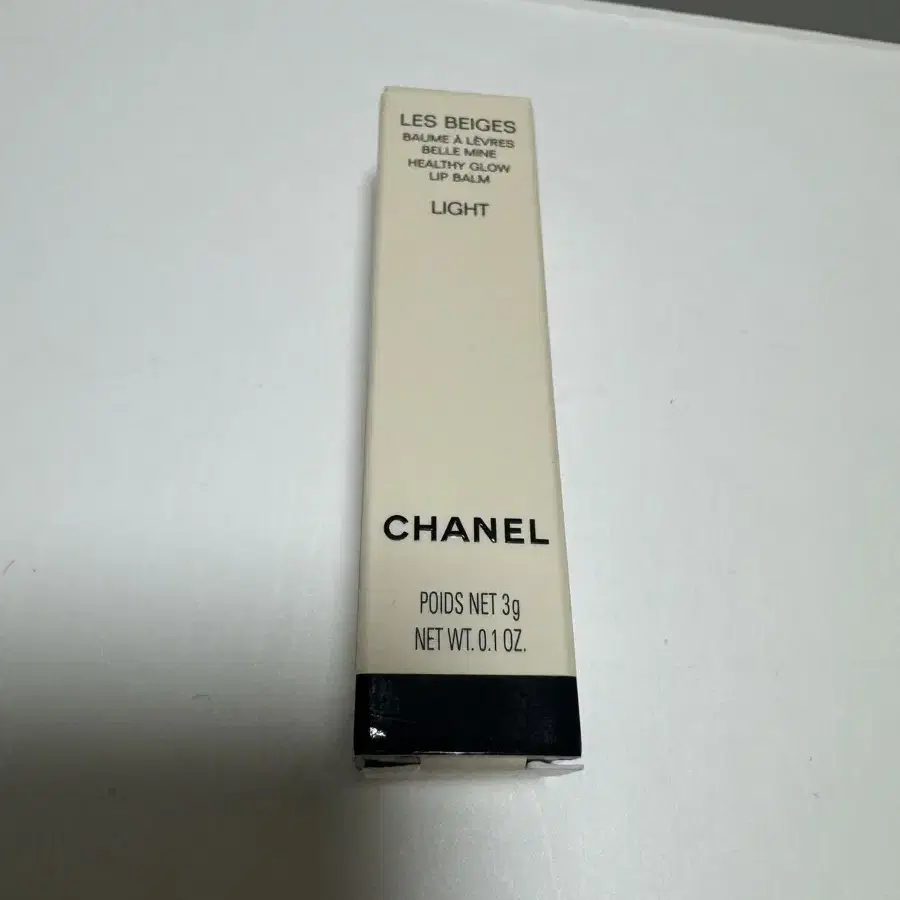 LES BEIGES
BAUME À LÈVRES
BELLE MINE
HEALTHY GLOW
LIP BALM
LIGHT
CHANEL
POIDS NET 3g
NET WT. 0.1 OZ.